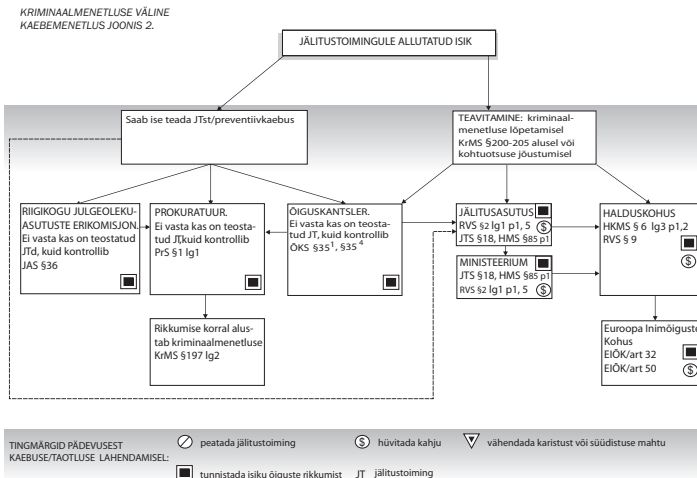 KRIMINAALMENETLUSE VÄLINE
KAEBEMENETLUS JOONIS 2.
JÄLITUSTOIMINGULE ALLUTATUD ISIK
Saab ise teada JTst/preventiivkaebus
TEAVITAMINE: kriminaal-
menetluse lõpetamisel
KrMS §200-205 alusel või
kohtuotsuse jõustumisel
RIIGIKOGU JULGEOLEKU-
ASUTUSTE ERIKOMISJON.
Ei vasta kas on teostatud
JTd, kuid kontrollib
JAS §36
PROKURATUUR.
Ei vasta kas on teosta-
tud JT,kuid kontrollib
PrS §1 lg1
ÕIGUSKANTSLER.
Ei vasta kas on teosta-
tud JT, kuid kontrollib
ÕKS §35¹, §35⁴
JÄLITUSASUTUS
RVS §2 lg1 p1, 5 $
JTS §18, HMS §85 p1
MINISTEERIUM
JTS §18, HMS §85 p1
RVS §2 lg1 p1, 5 $
HALDUSKOHUS
HKMS § 6 lg3 p1,2
RVS § 9
$
Rikkumise korral alus-
tab kriminaalmenetluse
KrMS §197 lg2
Euroopa Inimõiguste
Kohus
EIÕK/art 32
EIÕK/art 50 $
TINGMÄRGID PÄDEVUSEST
KAEBUSE/TAOTLUSE LAHENDAMISEL:
peatada jälitustoiming $ hüvitada kahju vähendada karistust või süüdistuse mahtu
tunnistada isiku õiguste rikkumist JT jälitustoiming